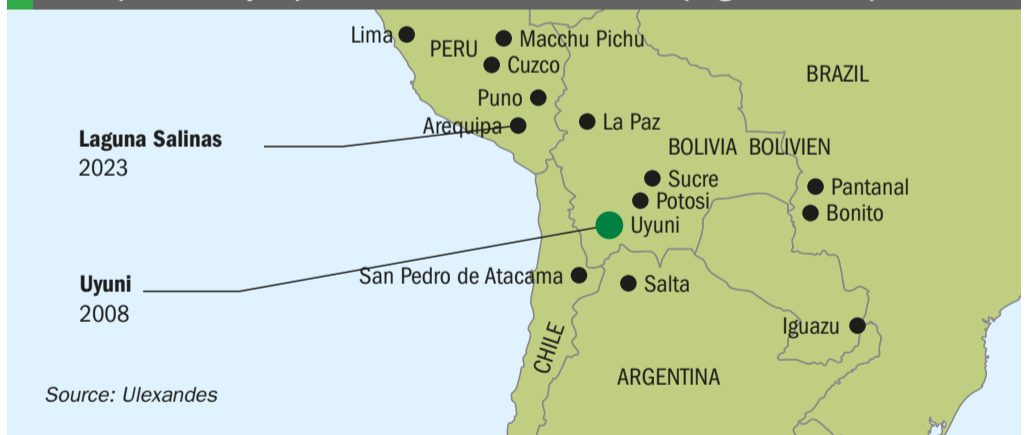 Lima
PERU
Macchu Pichu
Cuzco
BRAZIL
Puno
Arequipa
La Paz
Laguna Salinas
2023
BOLIVIA BOLIVIEN
Sucre
Pantanal
Potosi
Bonito
Uyuni
San Pedro de Atacama
Salta
Uyuni
2008
Iguazu
CHILE
ARGENTINA
Source: Ulexandes